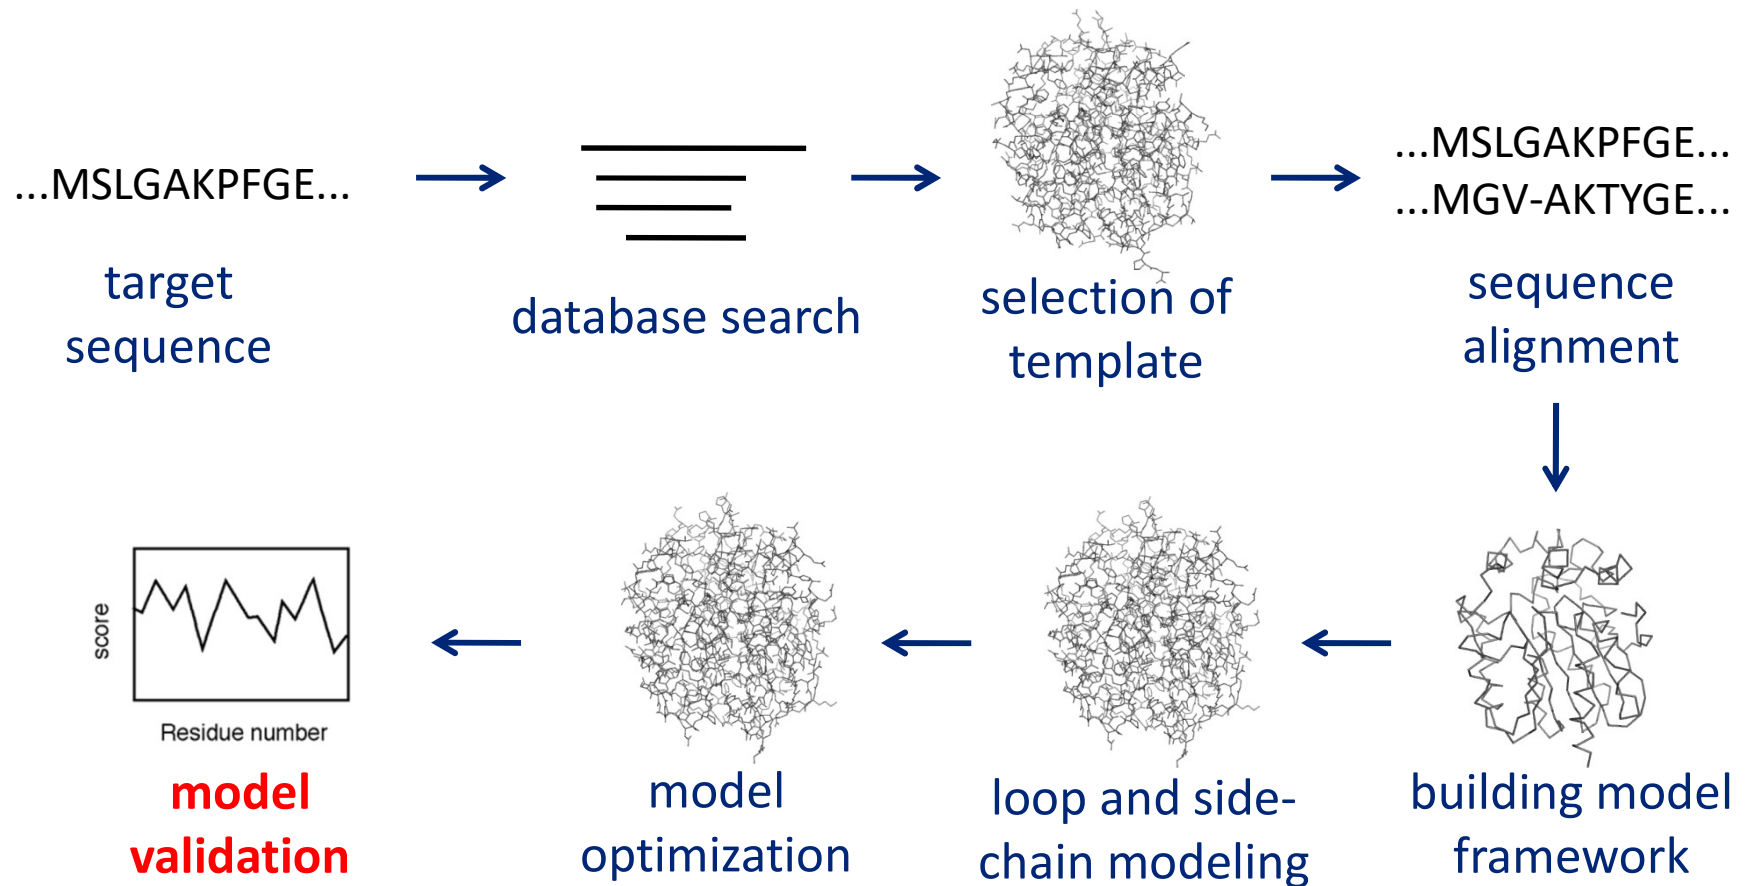 ...MSLGAKPFGE...
target
sequence
database search
selection of
template
...MSLGAKPFGE...
...MGV-AKTYGE...
sequence
alignment
building model
framework
loop and side-
chain modeling
model
optimization
score
Residue number
model
validation